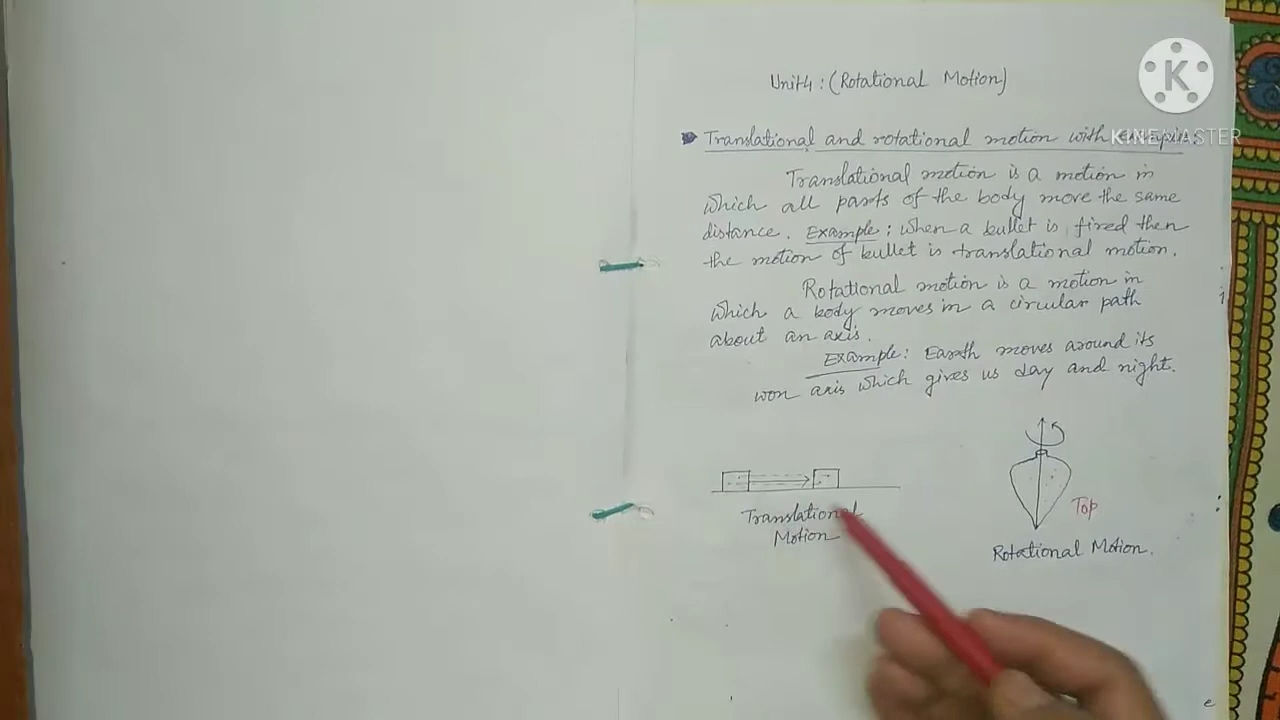 Unit 4 : (Rotational Motion)
Translational and rotational motion with
Translational motion is a motion in
which all parts of the body move the same
distance. Example : when a bullet is fired then
the motion of bullet is translational motion.
Rotational motion is a motion in
which a body moves in a circular path
about an axis.
Example : Earth moves around its
won axis which gives us day and night.
Translational
Motion
Top
Rotational Motion.
K
KINEMASTER